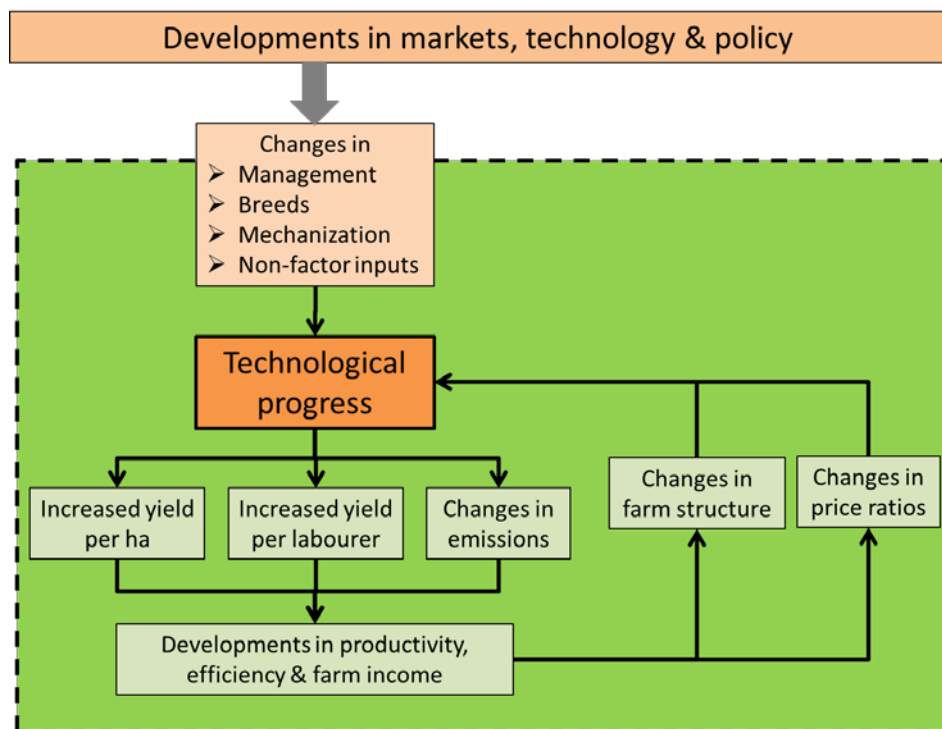 Developments in markets, technology & policy
Changes in
➢ Management
➢ Breeds
➢ Mechanization
➢ Non-factor inputs
Technological
progress
Increased yield
per ha
Increased yield
per labourer
Changes in
emissions
Changes in
farm structure
Changes in
price ratios
Developments in productivity,
efficiency & farm income